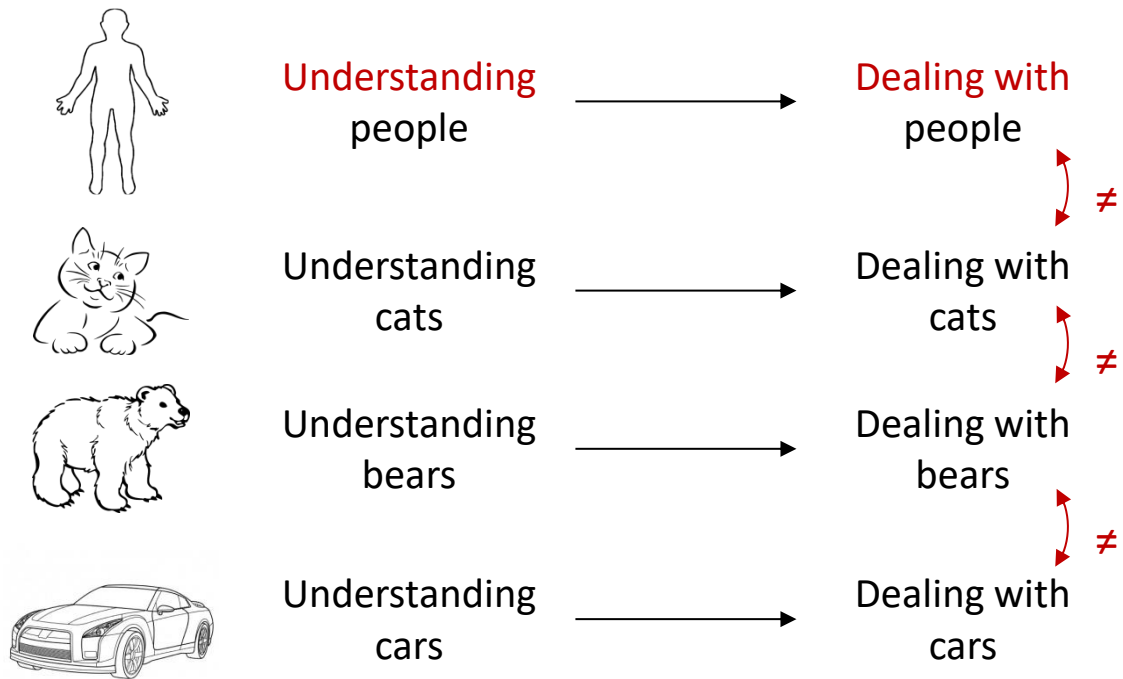 Understanding
people
Dealing with
people
≠
Understanding
cats
Dealing with
cats
≠
Understanding
bears
Dealing with
bears
≠
Understanding
cars
Dealing with
cars